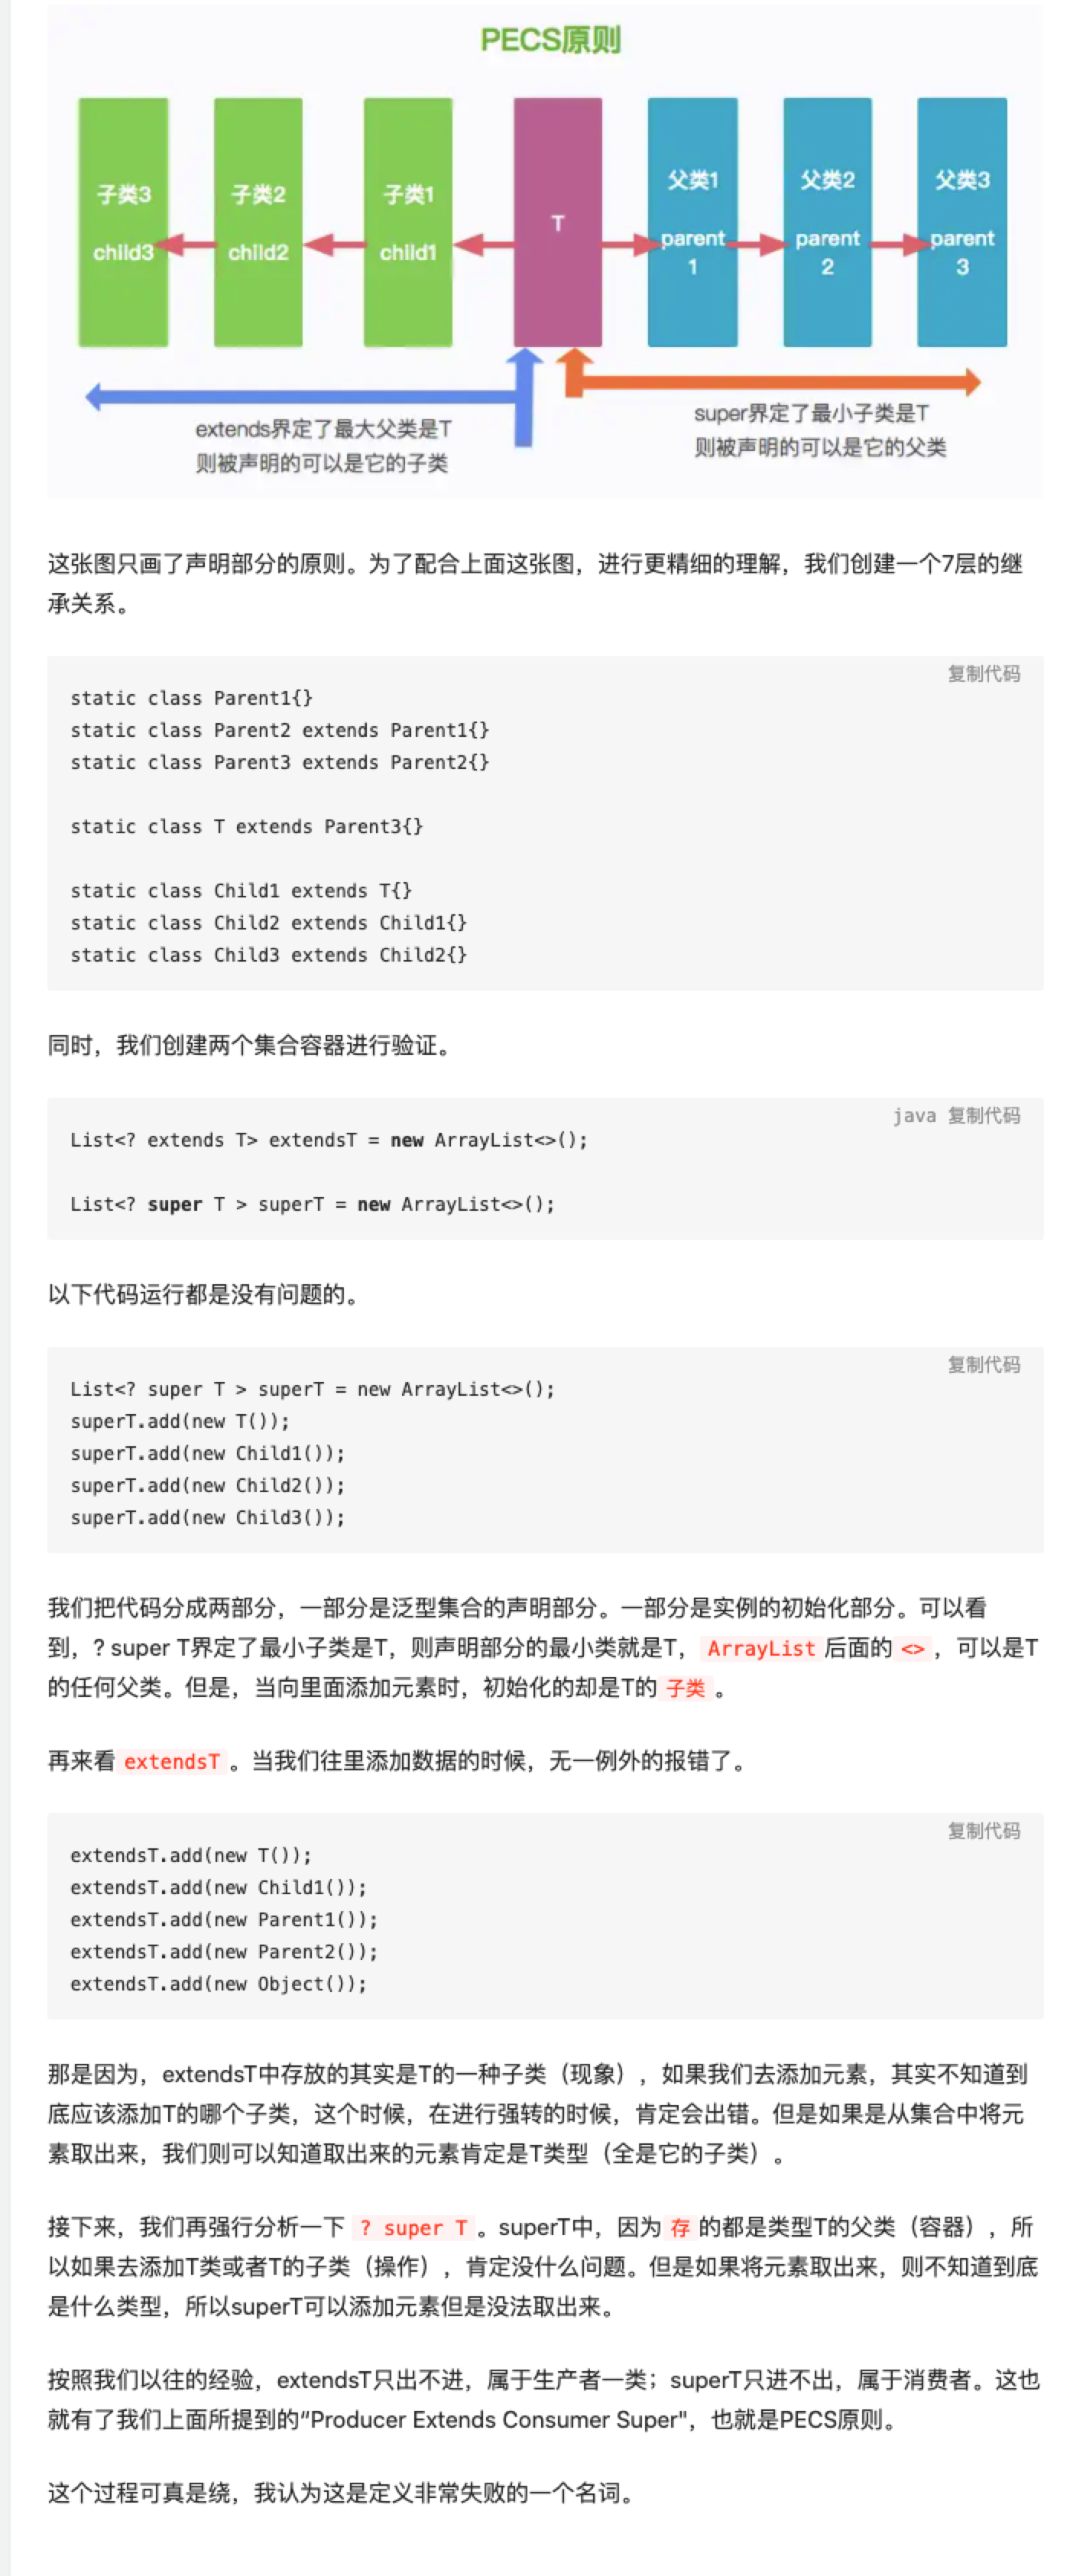 PECS原则
子类3
child3
子类2
child2
子类1
child1
T
父类1
parent
1
父类2
parent
2
父类3
parent
3
extends界定了最大父类是T
则被声明的可以是它的子类
super界定了最小子类是T
则被声明的可以是它的父类
这张图只画了声明部分的原则。为了配合上面这张图，进行更精细的理解，我们创建一个7层的继
承关系。
复制代码
static class Parent1{}
static class Parent2 extends Parent1{}
static class Parent3 extends Parent2{}
static class T extends Parent3{}
static class Child1 extends T{}
static class Child2 extends Child1{}
static class Child3 extends Child2{}
同时，我们创建两个集合容器进行验证。
java 复制代码
List<? extends T> extendsT = new ArrayList<>();
List<? super T > superT = new ArrayList<>();
以下代码运行都是没有问题的。
复制代码
List<? super T > superT = new ArrayList<>();
superT.add(new T());
superT.add(new Child1());
superT.add(new Child2());
superT.add(new Child3());
我们把代码分成两部分，一部分是泛型集合的声明部分。一部分是实例的初始化部分。可以看
到，? super T界定了最小子类是T，则声明部分的最小类就是T，ArrayList后面的<>，可以是T
的任何父类。但是，当向里面添加元素时，初始化的却是T的子类。
再来看extendsT。当我们往里添加数据的时候，无一例外的报错了。
复制代码
extendsT.add(new T());
extendsT.add(new Child1());
extendsT.add(new Parent1());
extendsT.add(new Parent2());
extendsT.add(new Object());
那是因为，extendsT中存放的其实是T的一种子类（现象），如果我们去添加元素，其实不知道到
底应该添加T的哪个子类，这个时候，在进行强转的时候，肯定会出错。但是如果是从集合中将元
素取出来，我们则可以知道取出来的元素肯定是T类型（全是它的子类）。
接下来，我们再强行分析一下 ? super T。superT中，因为存的都是类型T的父类（容器），所
以如果去添加T类或者T的子类（操作），肯定没什么问题。但是如果将元素取出来，则不知道到底
是什么类型，所以superT可以添加元素但是没法取出来。
按照我们以往的经验，extendsT只出不进，属于生产者一类；superT只进不出，属于消费者。这也
就有了我们上面所提到的“Producer Extends Consumer Super"，也就是PECS原则。
这个过程可真是绕，我认为这是定义非常失败的一个名词。